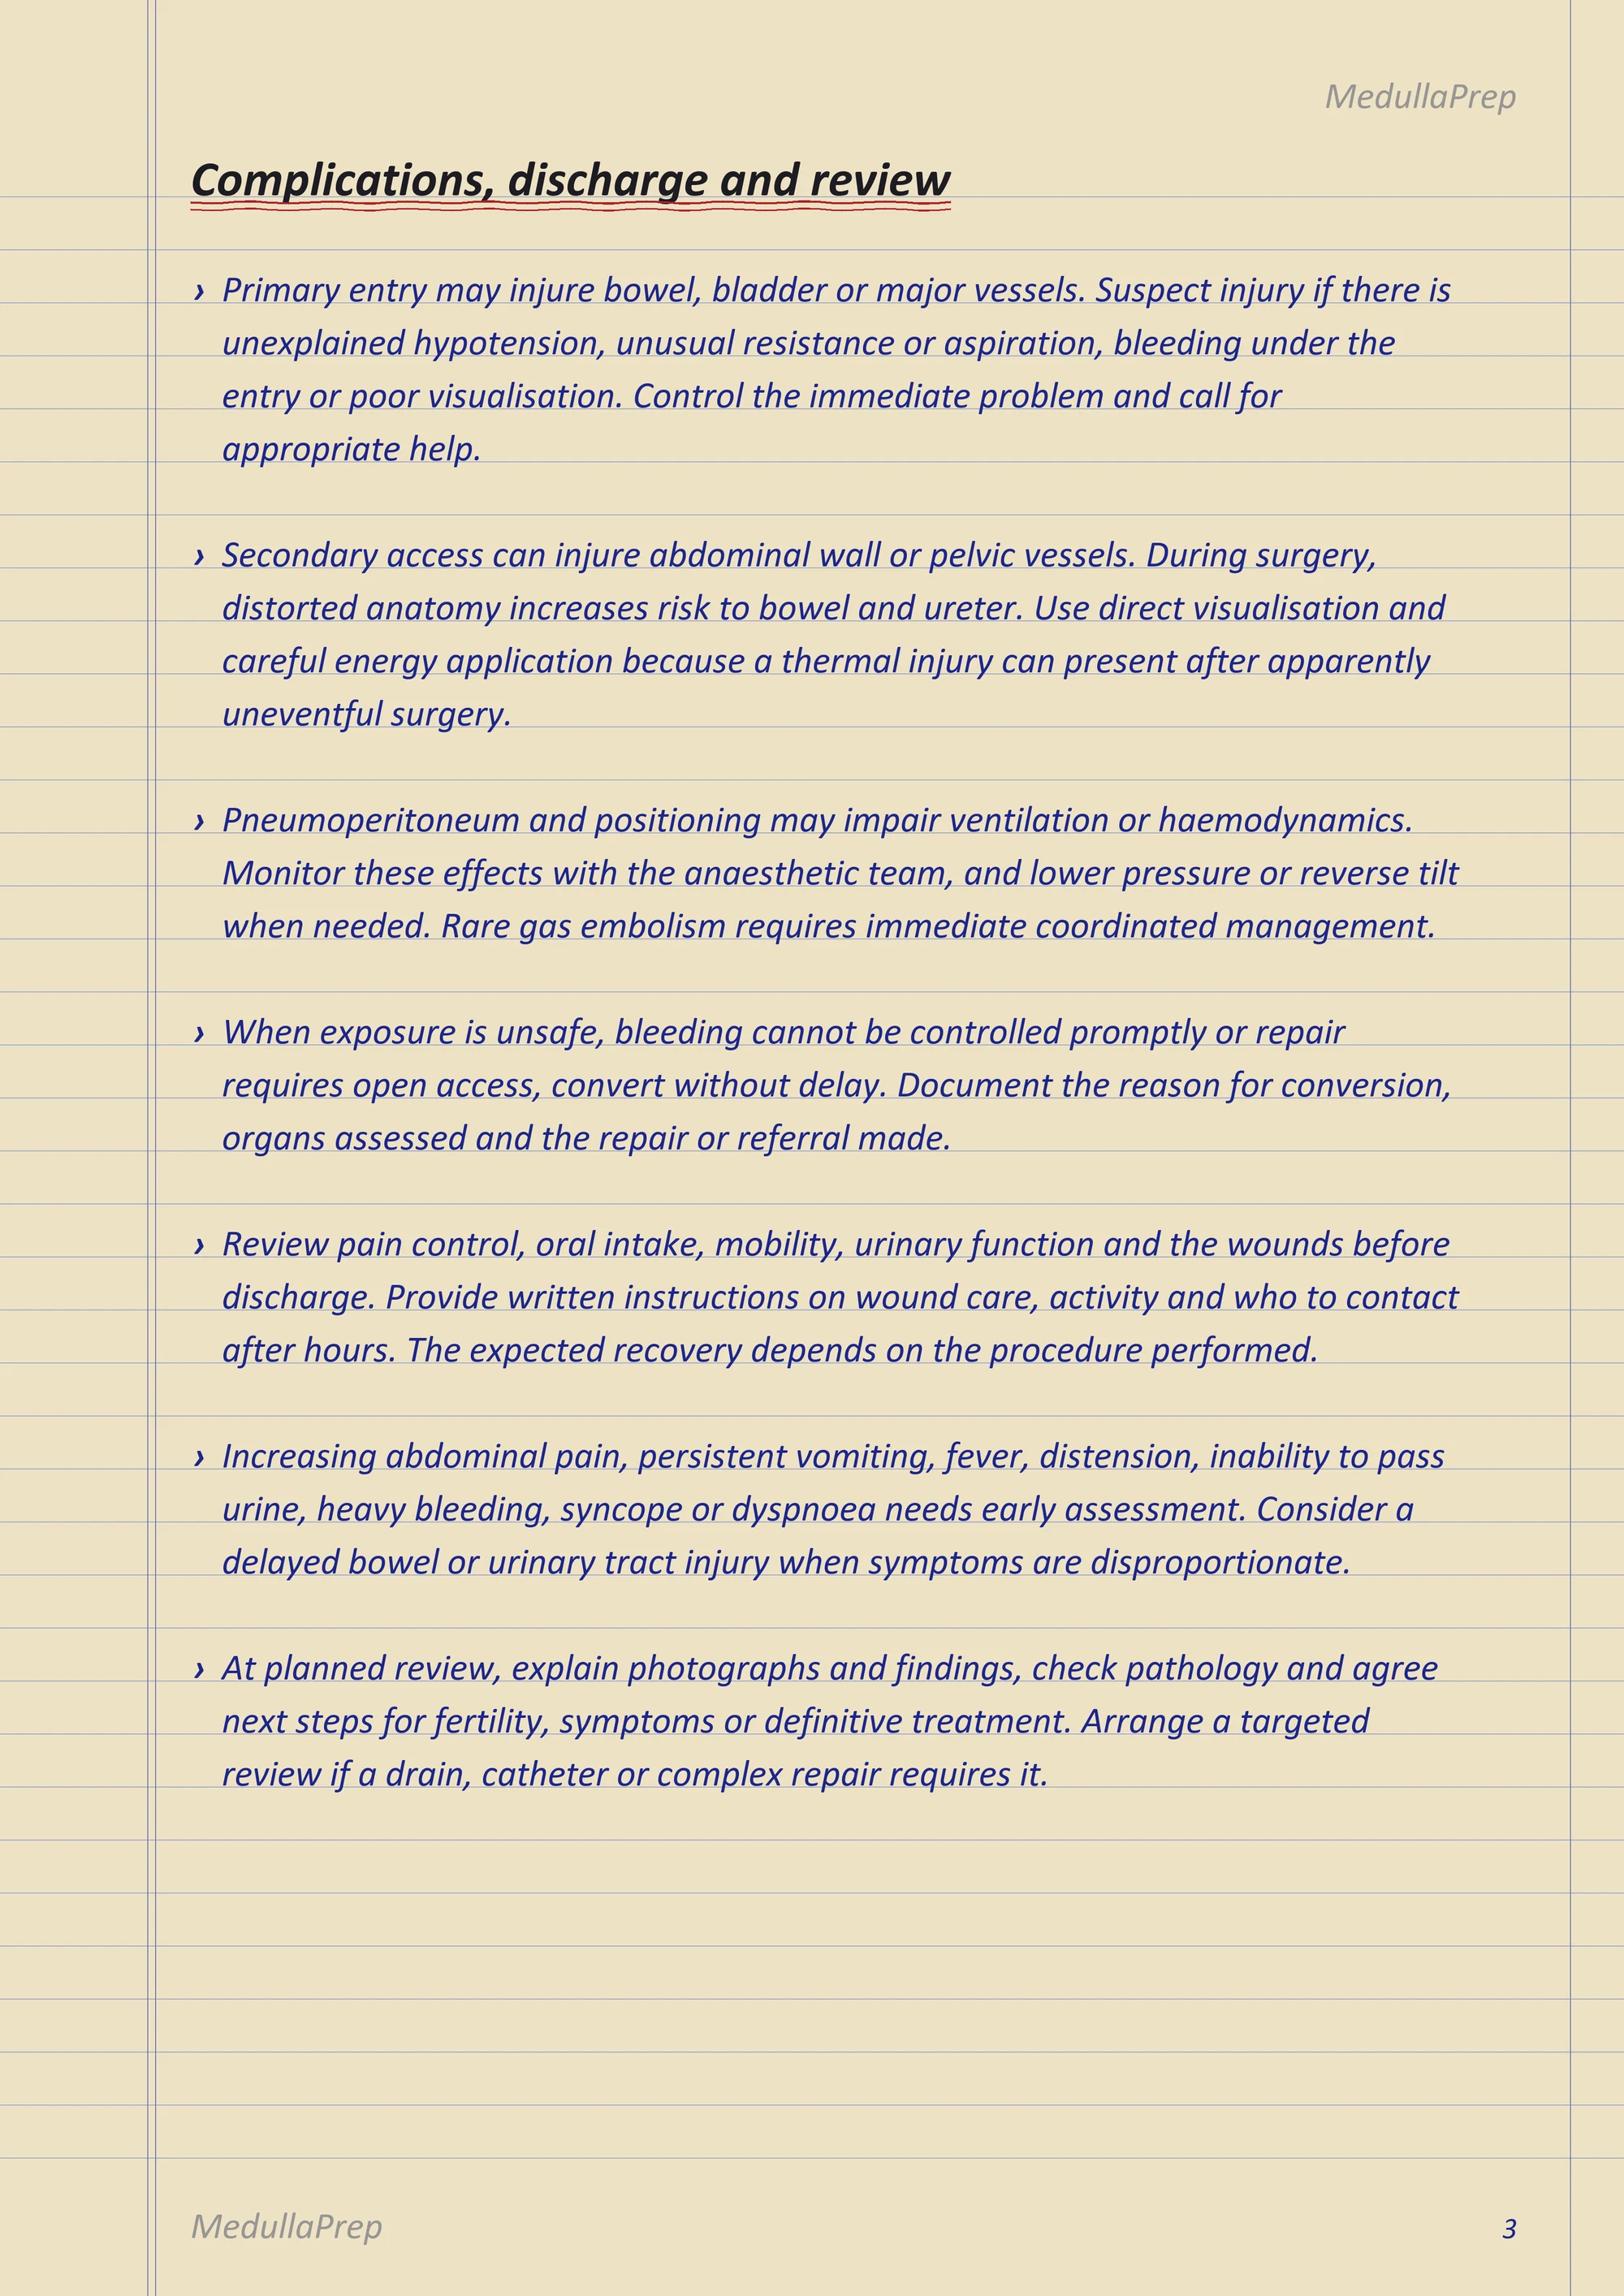 MedullaPrep
Complications, discharge and review
› Primary entry may injure bowel, bladder or major vessels. Suspect injury if there is
unexplained hypotension, unusual resistance or aspiration, bleeding under the
entry or poor visualisation. Control the immediate problem and call for
appropriate help.
› Secondary access can injure abdominal wall or pelvic vessels. During surgery,
distorted anatomy increases risk to bowel and ureter. Use direct visualisation and
careful energy application because a thermal injury can present after apparently
uneventful surgery.
› Pneumoperitoneum and positioning may impair ventilation or haemodynamics.
Monitor these effects with the anaesthetic team, and lower pressure or reverse tilt
when needed. Rare gas embolism requires immediate coordinated management.
› When exposure is unsafe, bleeding cannot be controlled promptly or repair
requires open access, convert without delay. Document the reason for conversion,
organs assessed and the repair or referral made.
› Review pain control, oral intake, mobility, urinary function and the wounds before
discharge. Provide written instructions on wound care, activity and who to contact
after hours. The expected recovery depends on the procedure performed.
› Increasing abdominal pain, persistent vomiting, fever, distension, inability to pass
urine, heavy bleeding, syncope or dyspnoea needs early assessment. Consider a
delayed bowel or urinary tract injury when symptoms are disproportionate.
› At planned review, explain photographs and findings, check pathology and agree
next steps for fertility, symptoms or definitive treatment. Arrange a targeted
review if a drain, catheter or complex repair requires it.
MedullaPrep
3